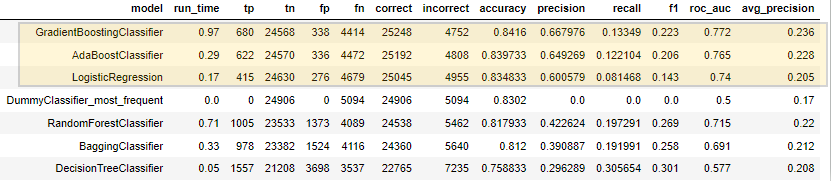 model run_time tp tn fp fn correct incorrect accuracy precision recall f1 roc_auc avg_precision
GradientBoostingClassifier 0.97 680 24568 338 4414 25248 4752 0.8416 0.667976 0.13349 0.223 0.772 0.236
AdaBoostClassifier 0.29 622 24570 336 4472 25192 4808 0.839733 0.649269 0.122104 0.206 0.765 0.228
LogisticRegression 0.17 415 24630 276 4679 25045 4955 0.834833 0.600579 0.081468 0.143 0.74 0.205
DummyClassifier_most_frequent 0.0 0 24906 0 5094 24906 5094 0.8302 0.0 0.0 0.0 0.5 0.17
RandomForestClassifier 0.71 1005 23533 1373 4089 24538 5462 0.817933 0.422624 0.197291 0.269 0.715 0.22
BaggingClassifier 0.33 978 23382 1524 4116 24360 5640 0.812 0.390887 0.191991 0.258 0.691 0.212
DecisionTreeClassifier 0.05 1557 21208 3698 3537 22765 7235 0.758833 0.296289 0.305654 0.301 0.577 0.208